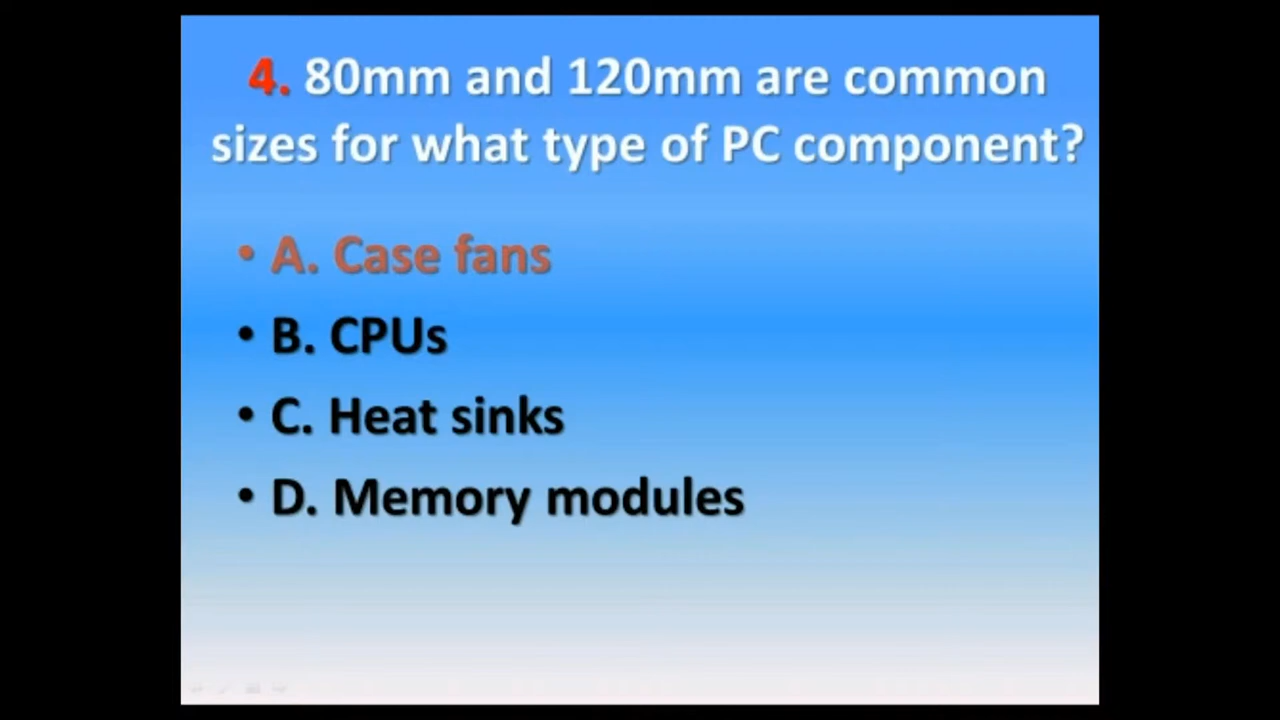 4. 80mm and 120mm are common
sizes for what type of PC component?
• A. Case fans
• B. CPUs
• C. Heat sinks
• D. Memory modules